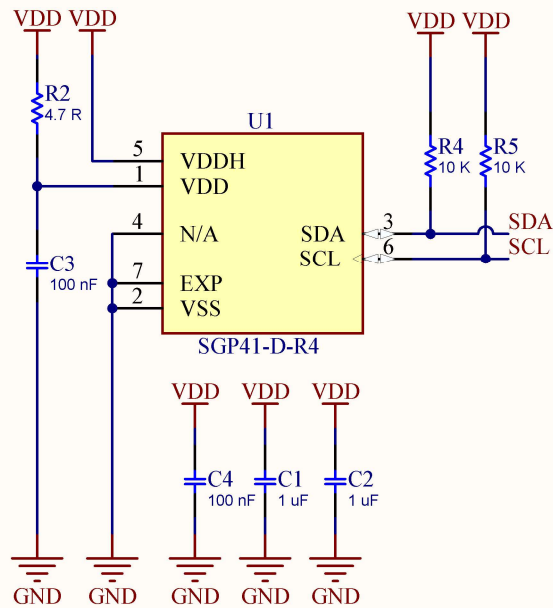 VDD VDD
R2
4.7 R
C3
100 nF
U1
5 VDDH
1 VDD
4 N/A
7 EXP
2 VSS
SDA 3
SCL 6
SGP41-D-R4
VDD VDD
R4
10 K
R5
10 K
SDA
SCL
VDD VDD VDD
C4
100 nF
C1
1 uF
C2
1 uF
GND GND GND GND GND